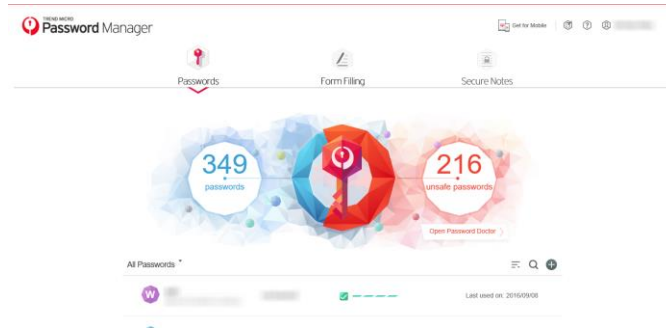 TREND MICRO
Password Manager
Get for Mobile
Passwords
Form Filling
Secure Notes
349
passwords
216
unsafe passwords
Open Password Doctor
All Passwords
W
Last used on: 2016/09/08